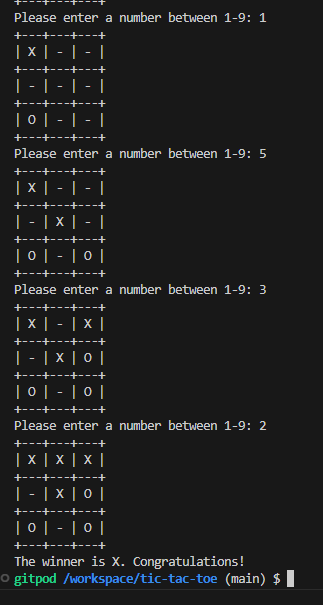 +---+---+---+
Please enter a number between 1-9: 1
+---+---+---+
| X | - | - |
+---+---+---+
| - | - | - |
+---+---+---+
| O | - | - |
+---+---+---+
Please enter a number between 1-9: 5
+---+---+---+
| X | - | - |
+---+---+---+
| - | X | - |
+---+---+---+
| O | - | O |
+---+---+---+
Please enter a number between 1-9: 3
+---+---+---+
| X | - | X |
+---+---+---+
| - | X | O |
+---+---+---+
| O | - | O |
+---+---+---+
Please enter a number between 1-9: 2
+---+---+---+
| X | X | X |
+---+---+---+
| - | X | O |
+---+---+---+
| O | - | O |
+---+---+---+
The winner is X. Congratulations!
gitpod /workspace/tic-tac-toe (main) $